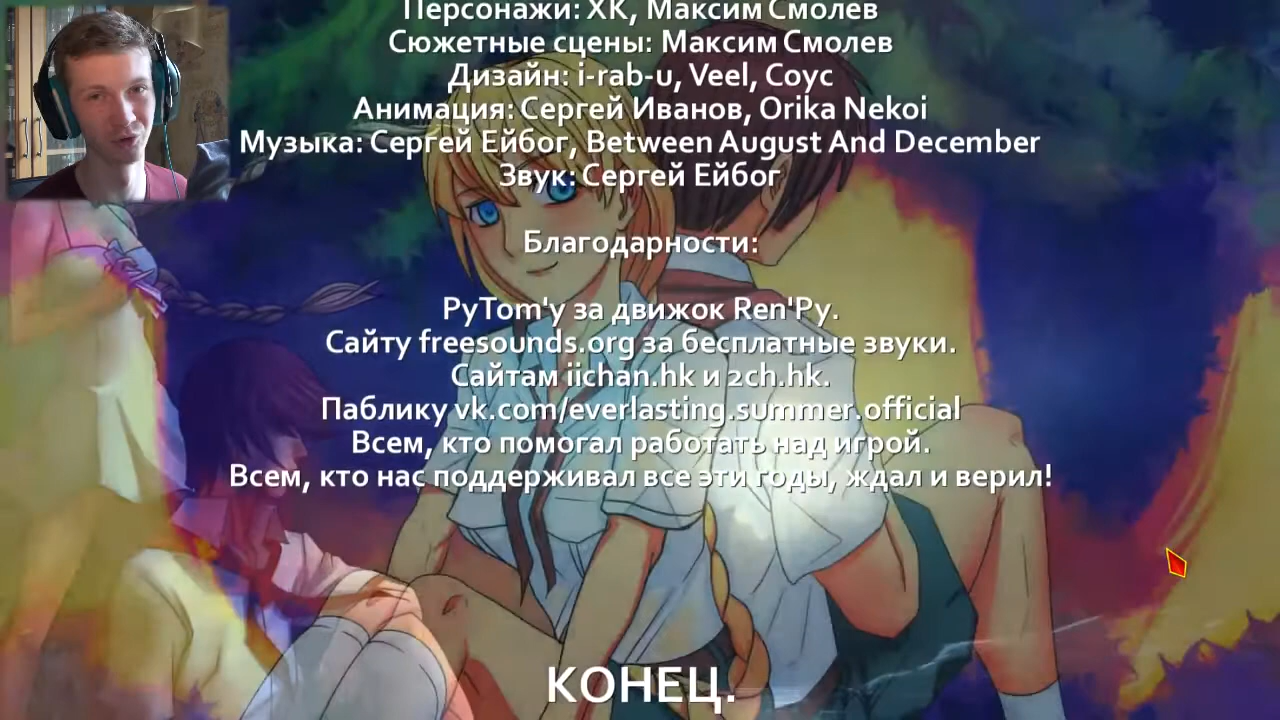 Персонажи: ХК, Максим Смолев
Сюжетные сцены: Максим Смолев
Дизайн: i-rab-u, Veel, Соус
Анимация: Сергей Иванов, Orika Nekoi
Музыка: Сергей Ейбог, Between August And December
Звук: Сергей Ейбог
Благодарности:
PyTom'у за движок Ren'Py.
Сайту freesounds.org за бесплатные звуки.
Сайтам iichan.hk и 2ch.hk.
Паблику vk.com/everlasting.summer.official
Всем, кто помогал работать над игрой.
Всем, кто нас поддерживал все эти годы, ждал и верил!
КОНЕЦ.